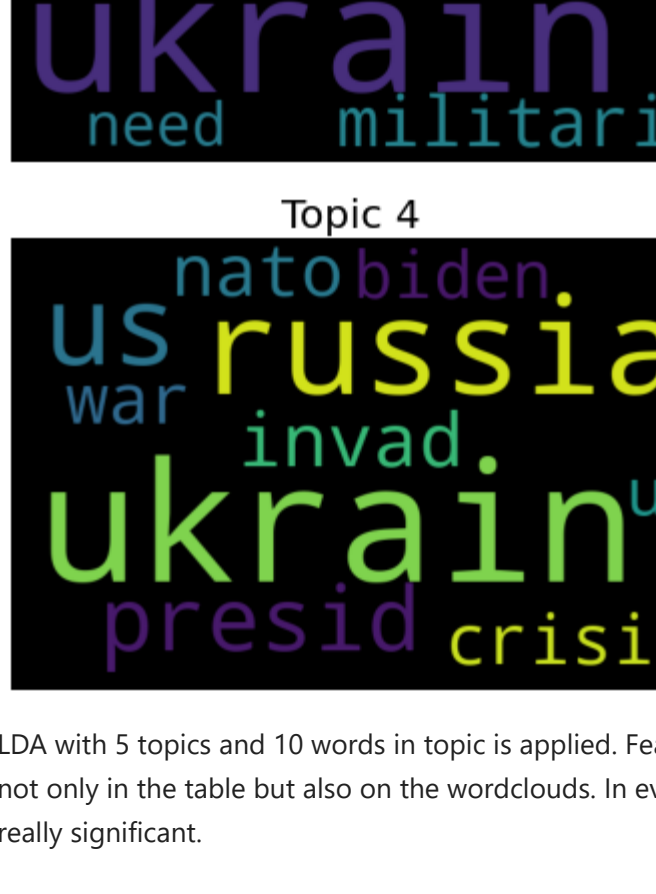 ukrain
need militari
Topic 4
nato biden
us russia
war
invad
ukrain u
presid crisi
LDA with 5 topics and 10 words in topic is applied. Fea
not only in the table but also on the wordclouds. In ev
really significant.